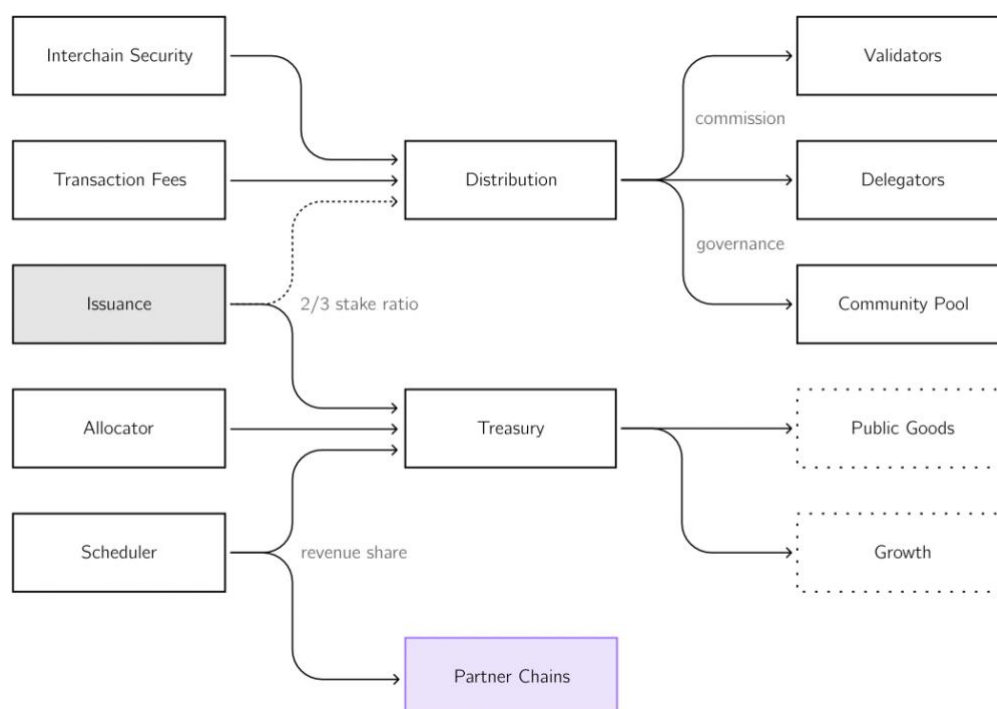 Interchain Security
Validators
commission
Transaction Fees
Distribution
Delegators
governance
Issuance
2/3 stake ratio
Community Pool
Allocator
Treasury
Public Goods
Scheduler
revenue share
Growth
Partner Chains